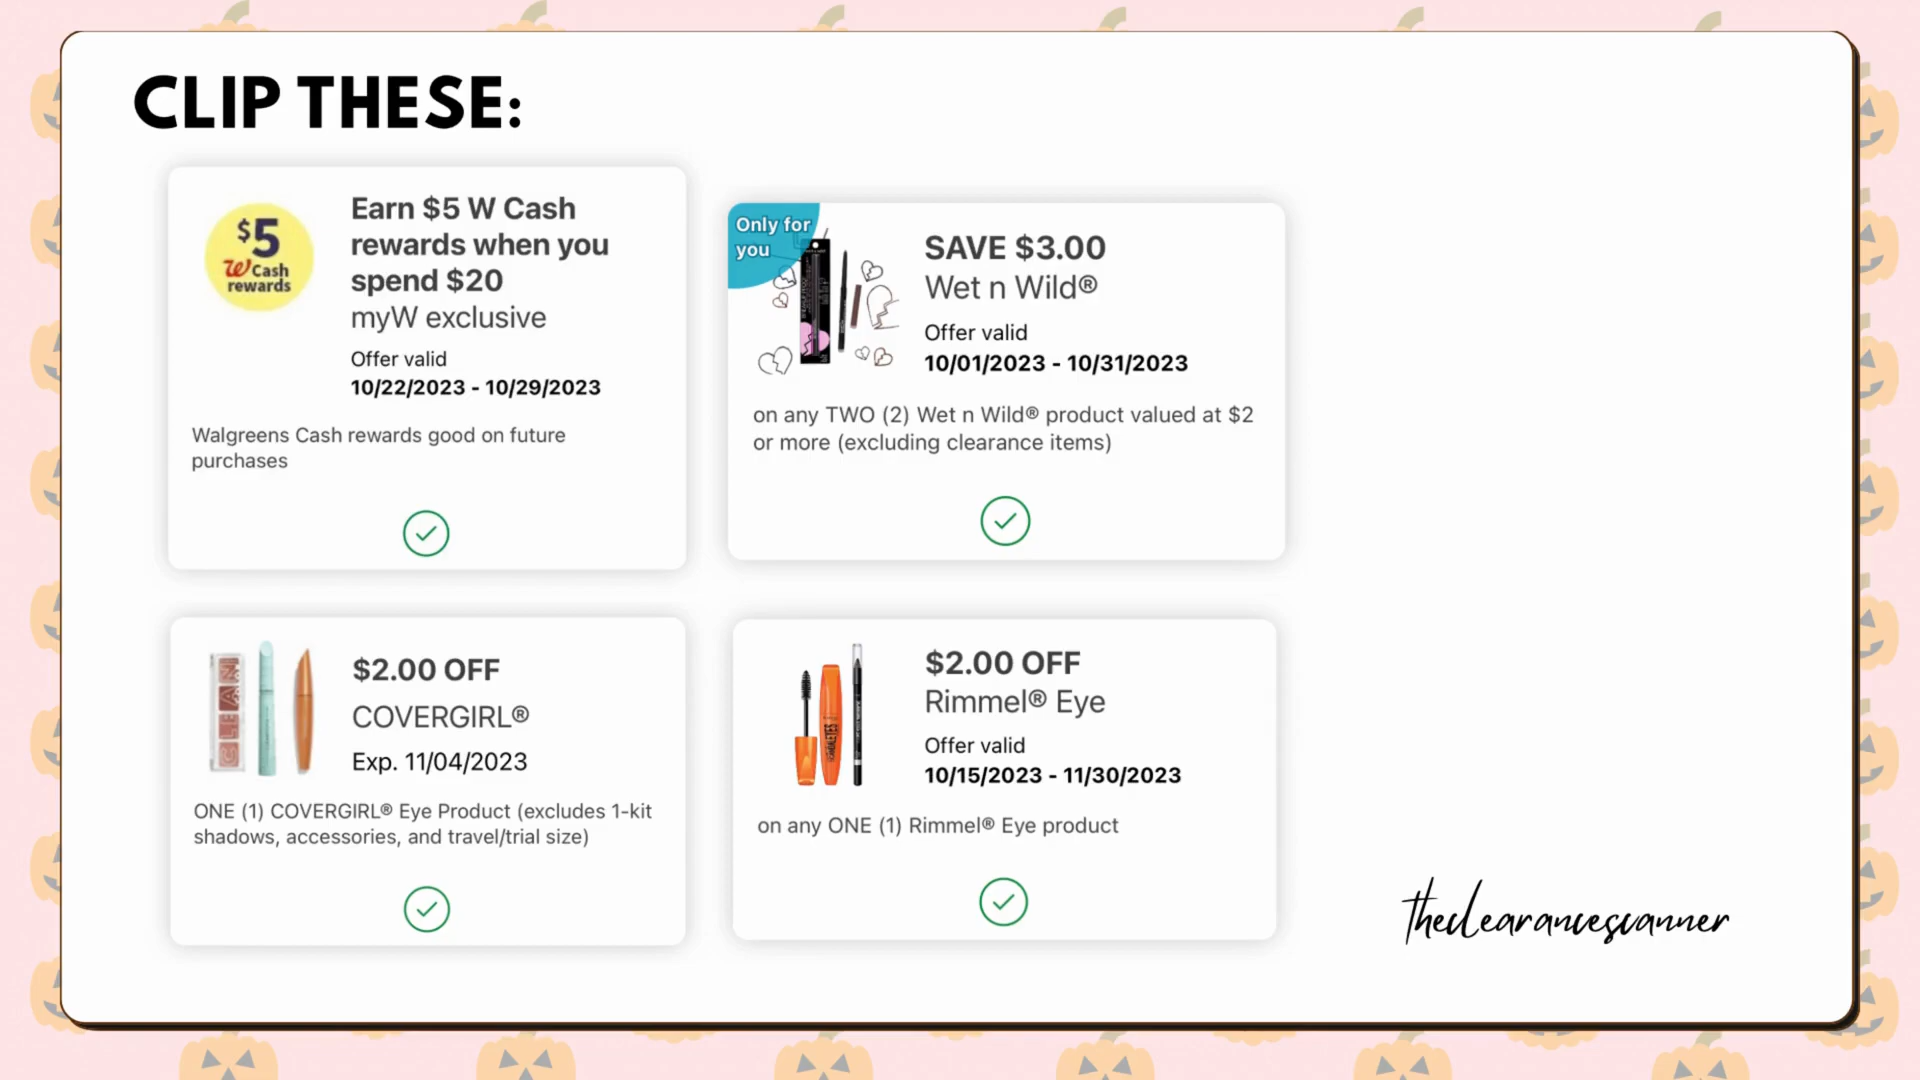 CLIP THESE:
$5
W Cash
rewards
Earn $5 W Cash
rewards when you
spend $20
myW exclusive
Offer valid
10/22/2023 - 10/29/2023
Walgreens Cash rewards good on future
purchases
Only for
you
SAVE $3.00
Wet n Wild®
Offer valid
10/01/2023 - 10/31/2023
on any TWO (2) Wet n Wild® product valued at $2
or more (excluding clearance items)
CLEAN
$2.00 OFF
COVERGIRL®
Exp. 11/04/2023
ONE (1) COVERGIRL® Eye Product (excludes 1-kit
shadows, accessories, and travel/trial size)
$2.00 OFF
Rimmel® Eye
Offer valid
10/15/2023 - 11/30/2023
on any ONE (1) Rimmel® Eye product
theclearancescanner